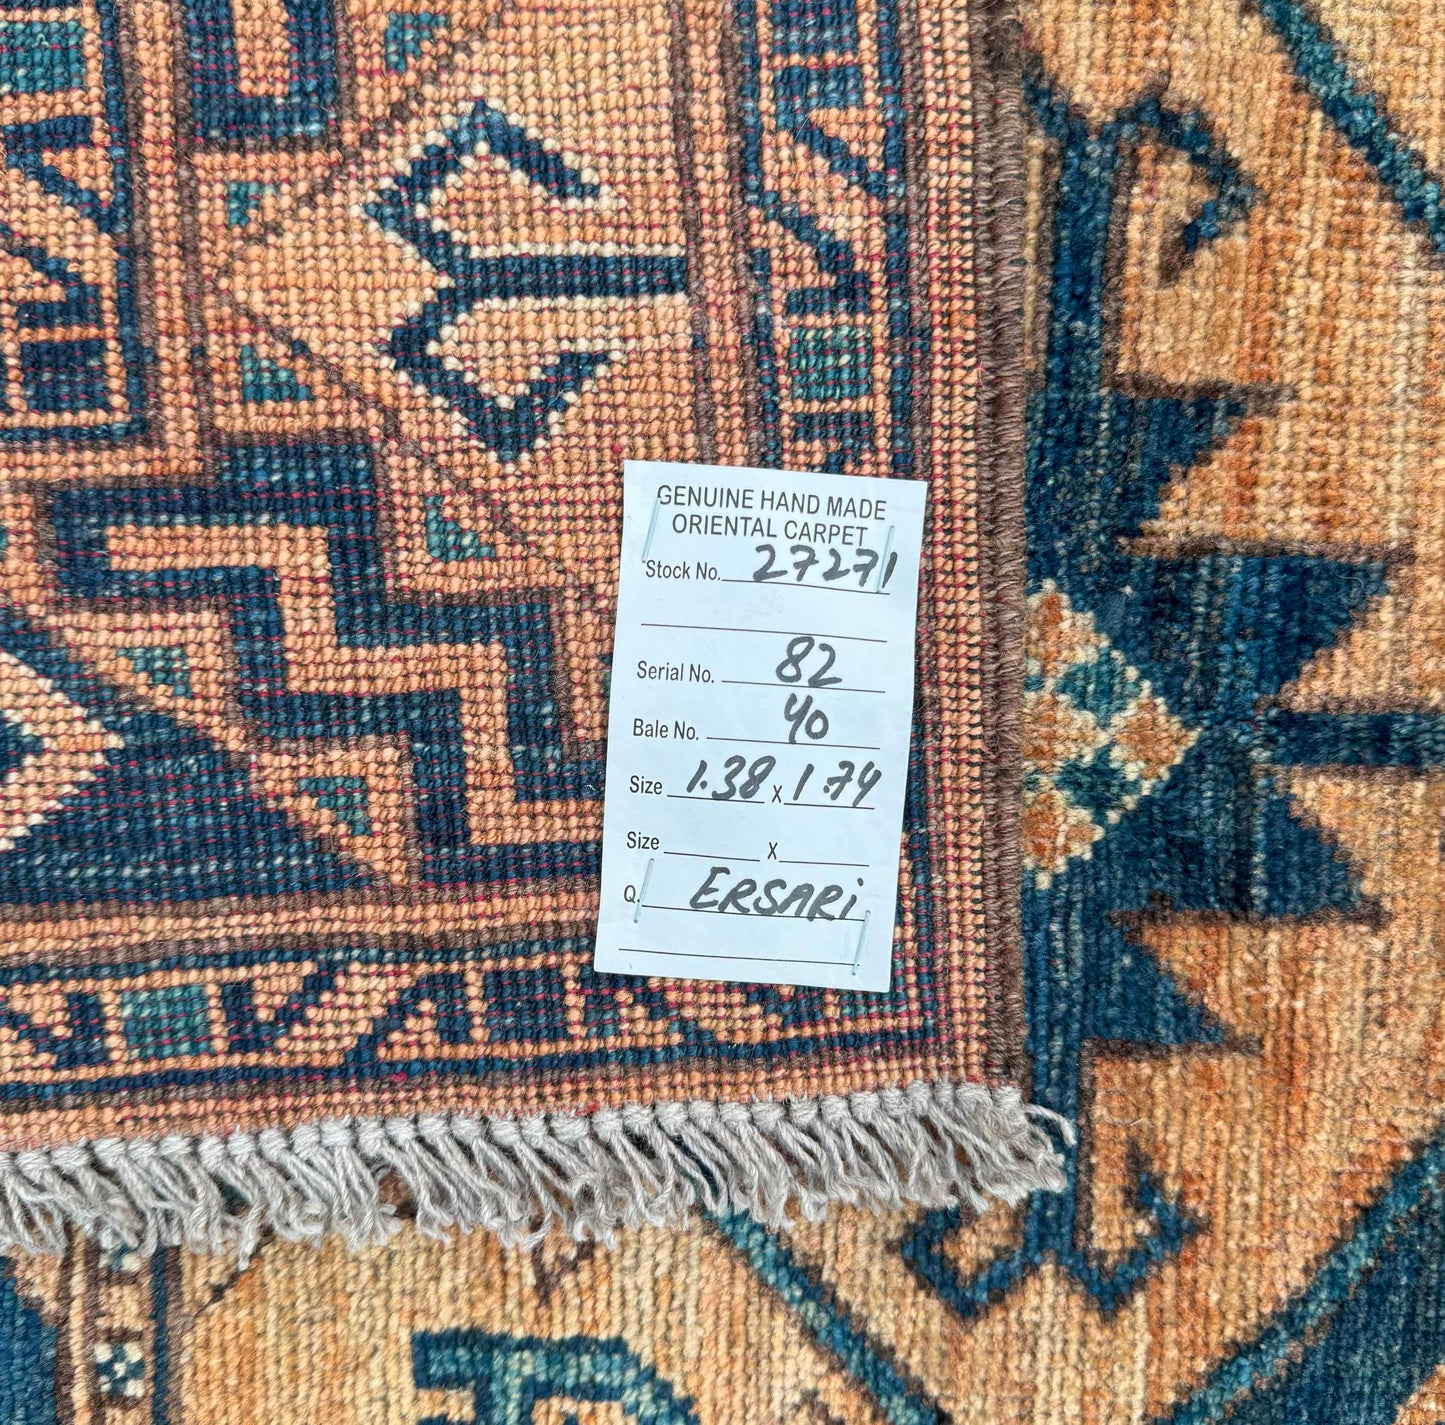 GENUINE HAND MADE
ORIENTAL CARPET
Stock No. 27271
Serial No. 82
Bale No. 40
Size 1.38 X 1.74
Size X
Q. ERSARi